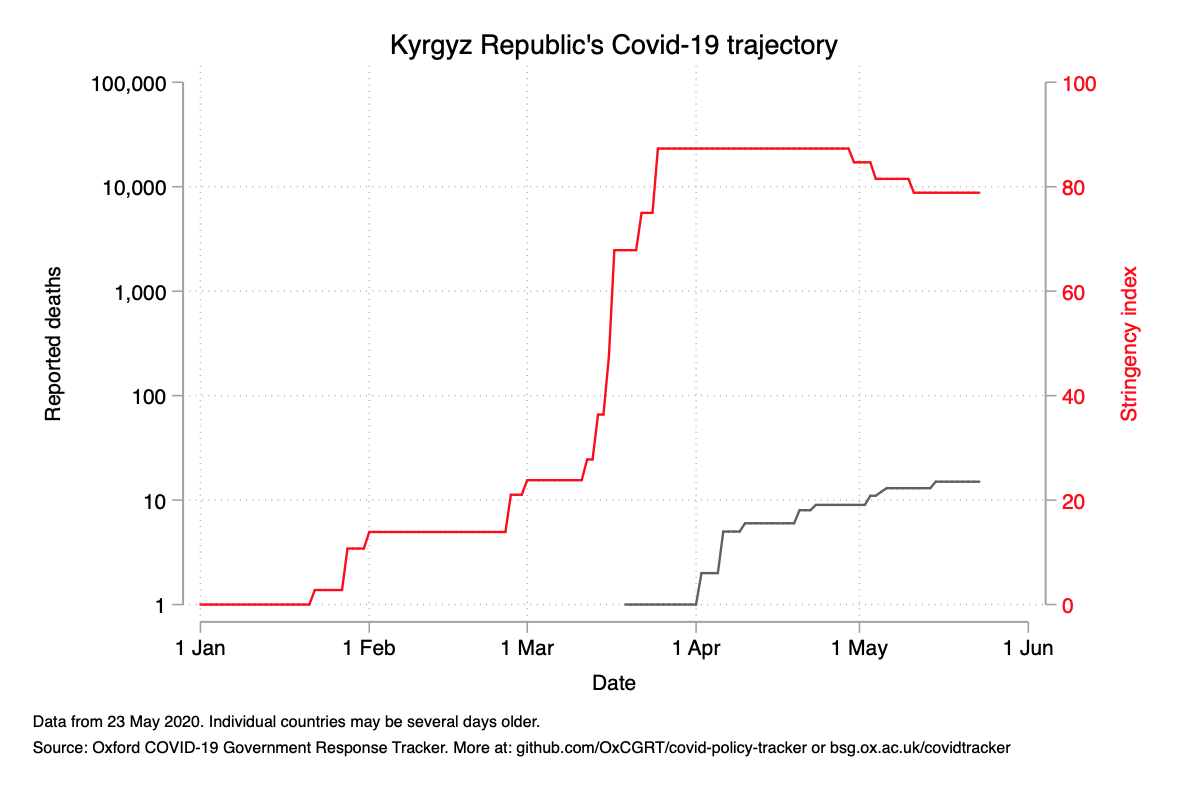 Kyrgyz Republic's Covid-19 trajectory
100,000
10,000
1,000
100
10
1
Reported deaths
100
80
60
40
20
0
Stringency index
1 Jan
1 Feb
1 Mar
1 Apr
1 May
1 Jun
Date
Data from 23 May 2020. Individual countries may be several days older.
Source: Oxford COVID-19 Government Response Tracker. More at: github.com/OxCGRT/covid-policy-tracker or bsg.ox.ac.uk/covidtracker